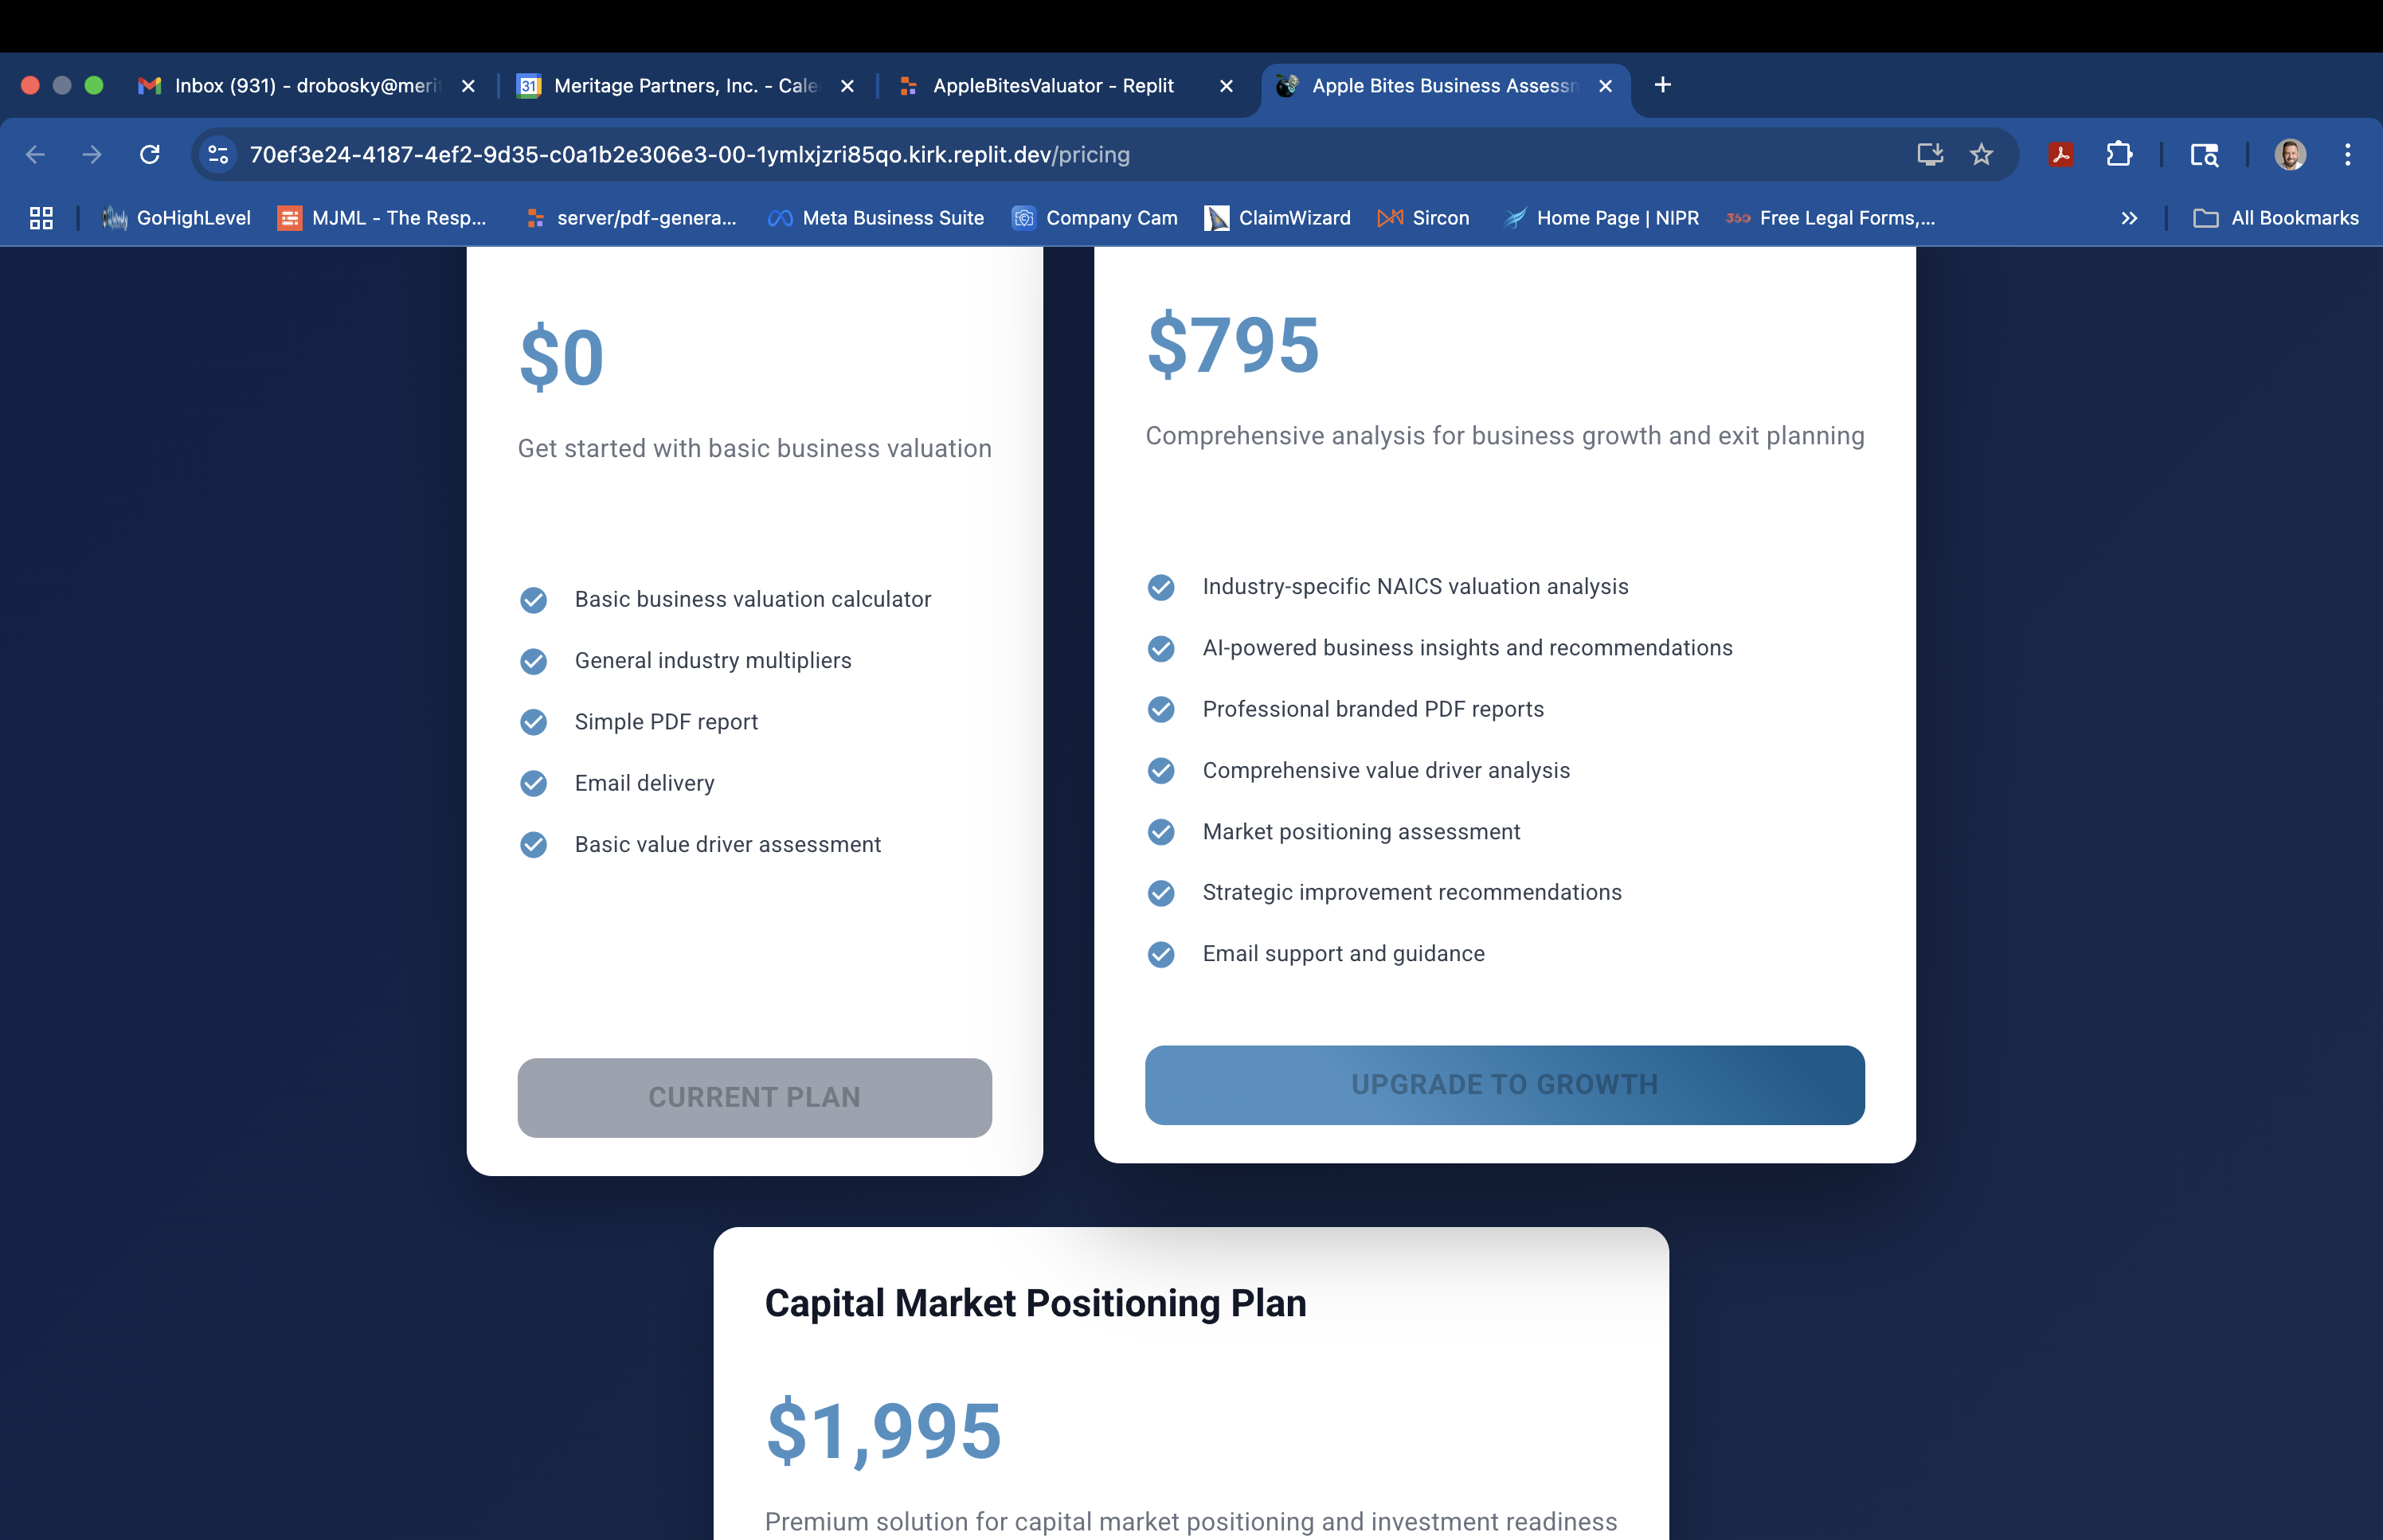 Inbox (931) - drobosky@meri
Meritage Partners, Inc. - Cale
AppleBitesValuator - Replit
Apple Bites Business Assessn
70ef3e24-4187-4ef2-9d35-c0a1b2e306e3-00-1ymlxjzri85qo.kirk.replit.dev/pricing
GoHighLevel
MJML - The Resp...
server/pdf-genera...
Meta Business Suite
Company Cam
ClaimWizard
Sircon
Home Page | NIPR
Free Legal Forms,...
All Bookmarks
$0
Get started with basic business valuation
Basic business valuation calculator
General industry multipliers
Simple PDF report
Email delivery
Basic value driver assessment
CURRENT PLAN
$795
Comprehensive analysis for business growth and exit planning
Industry-specific NAICS valuation analysis
AI-powered business insights and recommendations
Professional branded PDF reports
Comprehensive value driver analysis
Market positioning assessment
Strategic improvement recommendations
Email support and guidance
UPGRADE TO GROWTH
Capital Market Positioning Plan
$1,995
Premium solution for capital market positioning and investment readiness